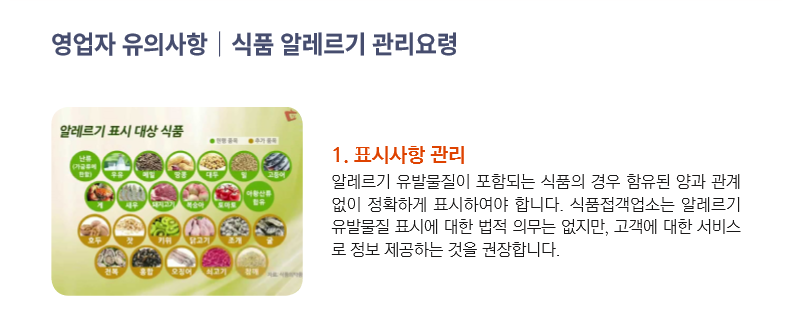 영업자 유의사항 | 식품 알레르기 관리요령
알레르기 표시 대상 식품
현행 품목 추가 품목
난류
(가금류에
한함)
우유 메밀 땅콩 대두 밀 고등어
게 새우 돼지고기 복숭아 토마토 아황산류
함유
호두 잣 키위 닭고기 조개 굴
전복 홍합 오징어 쇠고기 참깨
1. 표시사항 관리
알레르기 유발물질이 포함되는 식품의 경우 함유된 양과 관계
없이 정확하게 표시하여야 합니다. 식품접객업소는 알레르기
유발물질 표시에 대한 법적 의무는 없지만, 고객에 대한 서비스
로 정보 제공하는 것을 권장합니다.